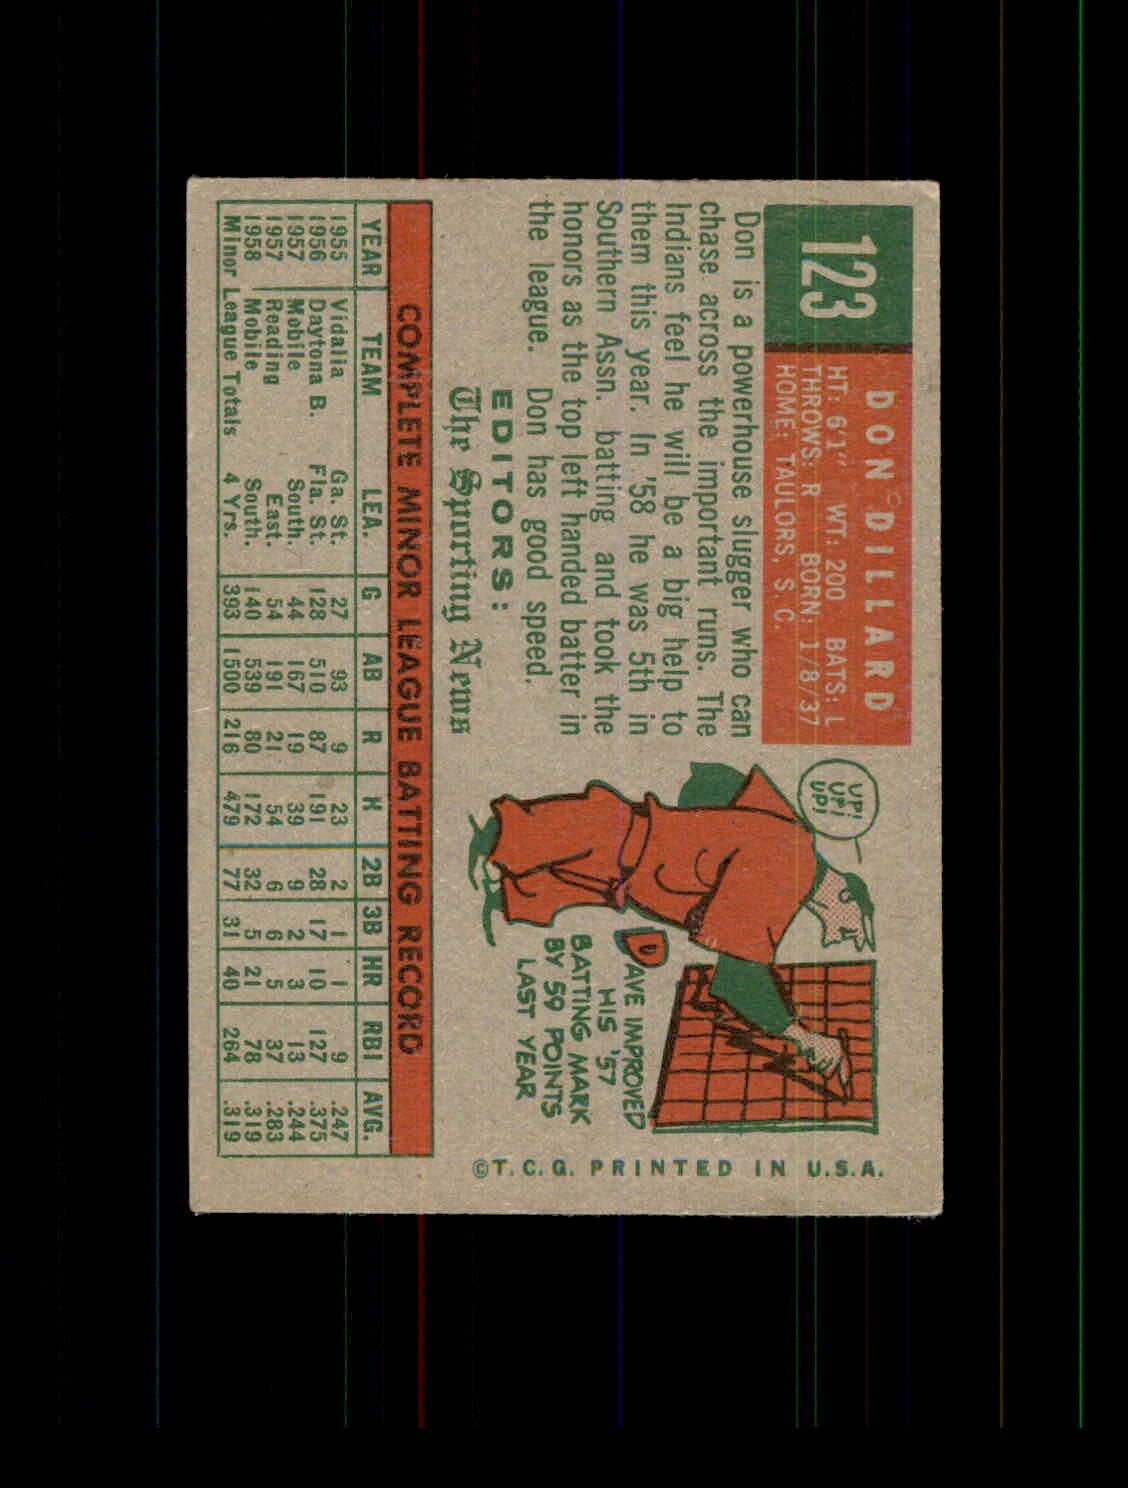 123
DON DILLARD
HT: 6'1" WT: 200 BATS: L
THROWS: R BORN: 1/8/37
HOME: TAULORS, S. C.
Don is a powerhouse slugger who can
chase across the important runs. The
Indians feel he will be a big help to
them this year. In '58 he was 5th in
Southern Assn. batting and took the
honors as the top left handed batter in
the league. Don has good speed.
EDITORS:
The Sporting News
UP!
UP!
UP!
DAVE IMPROVED
HIS '57
BATTING MARK
BY 59 POINTS
LAST YEAR
©T.C.G. PRINTED IN U.S.A.
COMPLETE MINOR LEAGUE BATTING RECORD
YEAR TEAM LEA. G AB R H 2B 3B HR RBI AVG.
1955 Vidalia Ga. St. 27 93 9 23 2 1 1 9 .247
1956 Daytona B. Fla. St. 128 510 87 191 28 17 10 127 .375
1957 Mobile South. 44 167 19 39 9 2 3 13 .244
1957 Reading East. 54 191 21 54 6 6 5 37 .283
1958 Mobile South. 140 539 80 172 32 5 21 78 .319
Minor League Totals 4 Yrs. 393 1500 216 479 77 31 40 264 .319